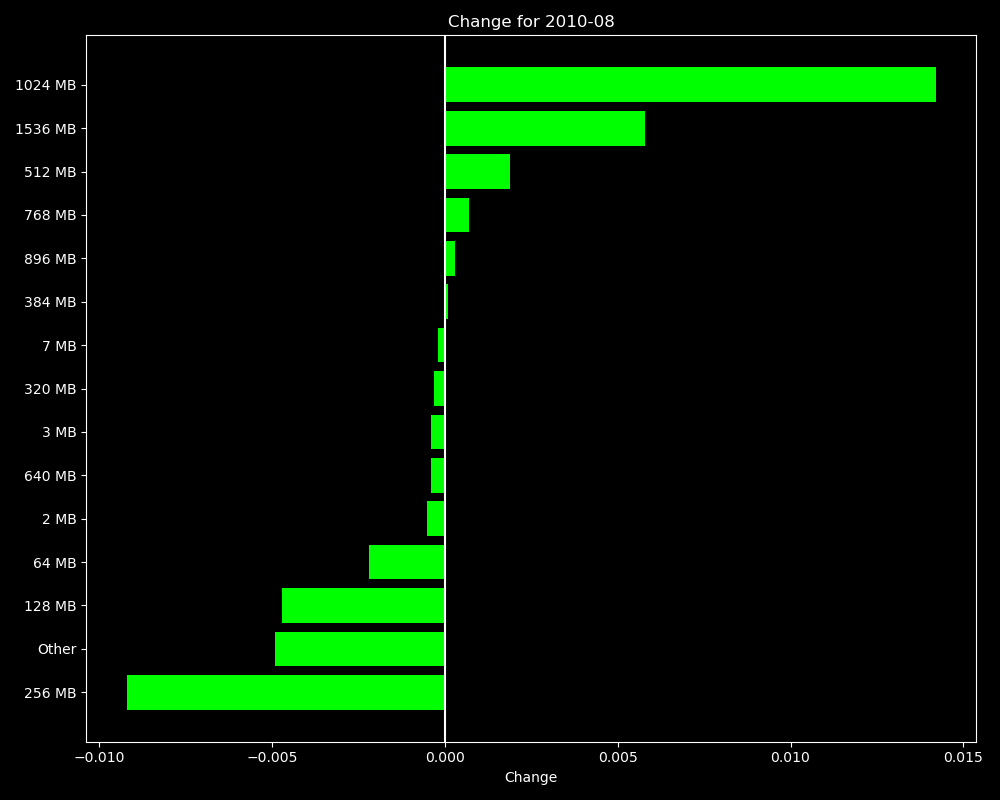 Change for 2010-08
1024 MB
1536 MB
512 MB
768 MB
896 MB
384 MB
7 MB
320 MB
3 MB
640 MB
2 MB
64 MB
128 MB
Other
256 MB
−0.010 −0.005 0.000 0.005 0.010 0.015
Change